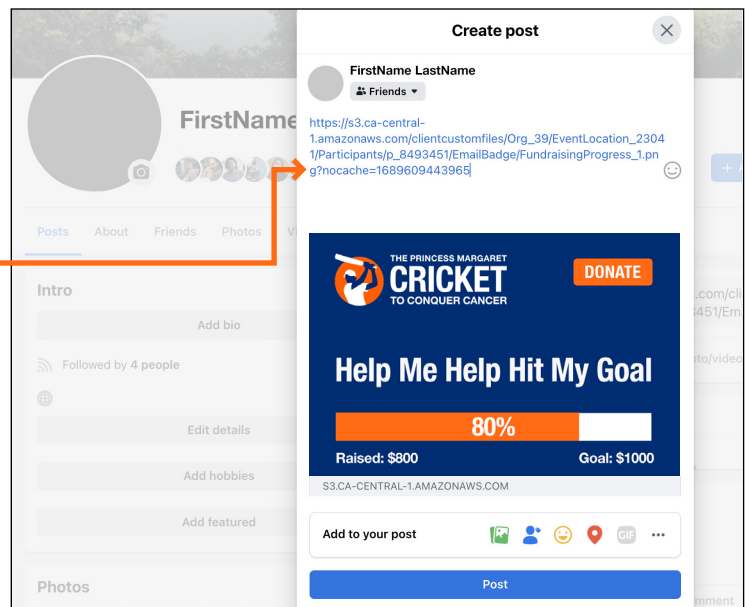 Create post
FirstName LastName
Friends
https://s3.ca-central-
1.amazonaws.com/clientcustomfiles/Org_39/EventLocation_2304
1/Participants/p_8493451/EmailBadge/FundraisingProgress_1.pn
g?nocache=1689609443965
THE PRINCESS MARGARET
CRICKET
TO CONQUER CANCER
DONATE
Help Me Help Hit My Goal
80%
Raised: $800
Goal: $1000
S3.CA-CENTRAL-1.AMAZONAWS.COM
Add to your post
GIF
Post
FirstName
Posts
About
Friends
Photos
Intro
Add bio
Followed by 4 people
Edit details
Add hobbies
Add featured
Photos
.com/cli